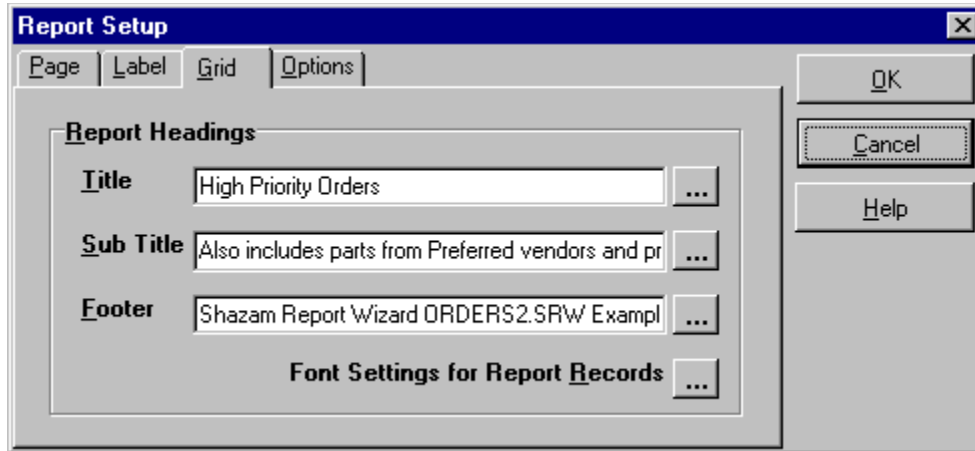 Report Setup
Page Label Grid Options
OK
Cancel
Help
Report Headings
Title High Priority Orders ...
Sub Title Also includes parts from Preferred vendors and pr ...
Footer Shazam Report Wizard ORDERS2.SRW Exampl ...
Font Settings for Report Records ...